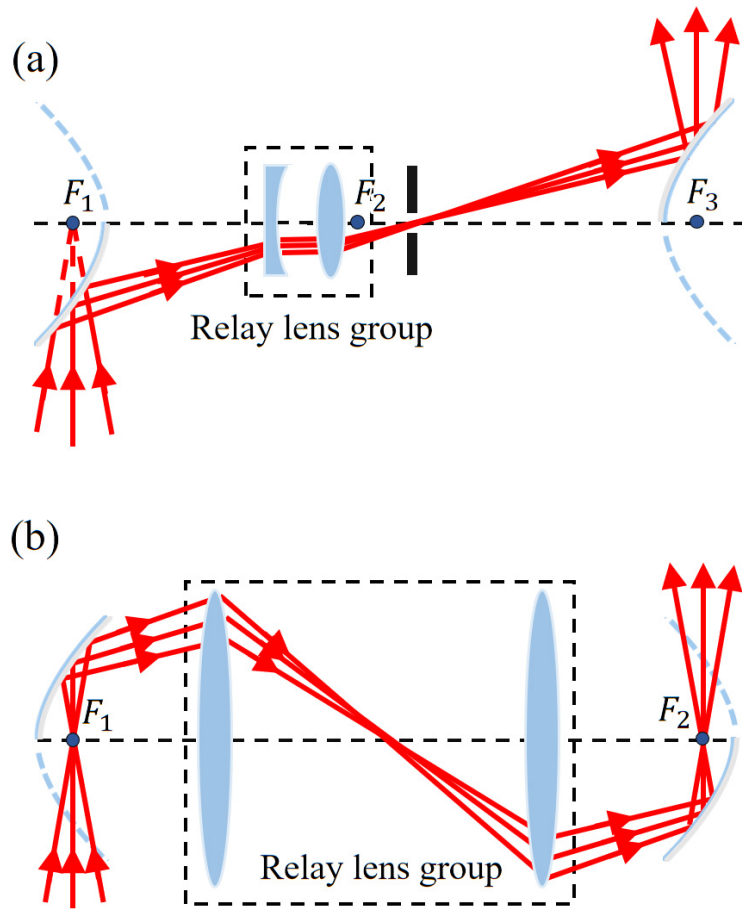 (a)
F₁
F₂
F₃
Relay lens group
(b)
F₁
F₂
Relay lens group